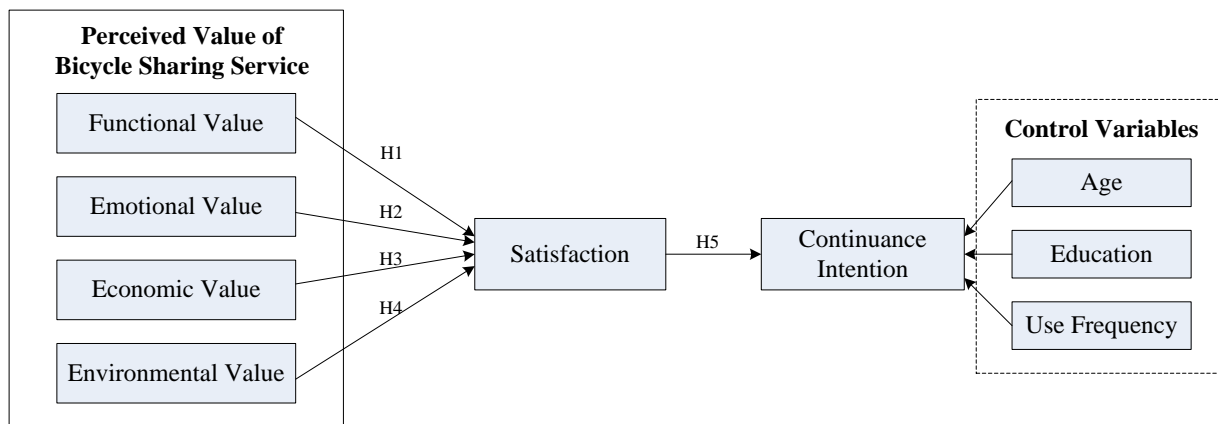 Perceived Value of
Bicycle Sharing Service
Functional Value
Emotional Value
Economic Value
Environmental Value
H1
H2
H3
H4
Satisfaction
H5
Continuance
Intention
Control Variables
Age
Education
Use Frequency